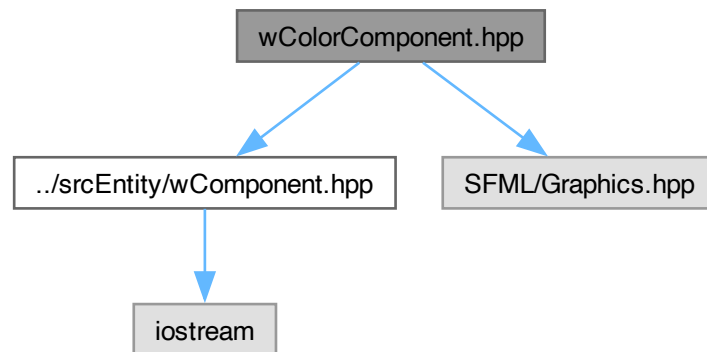 wColorComponent.hpp
../srcEntity/wComponent.hpp
SFML/Graphics.hpp
iostream